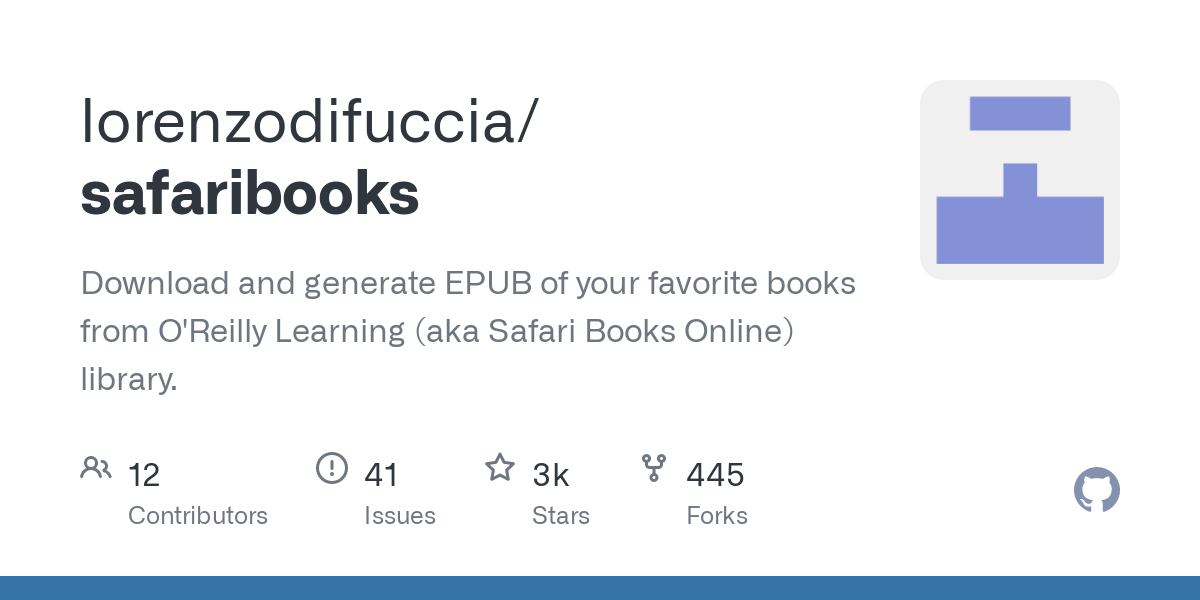 lorenzodifuccia/
safaribooks
Download and generate EPUB of your favorite books
from O'Reilly Learning (aka Safari Books Online)
library.
12
Contributors
41
Issues
3k
Stars
445
Forks